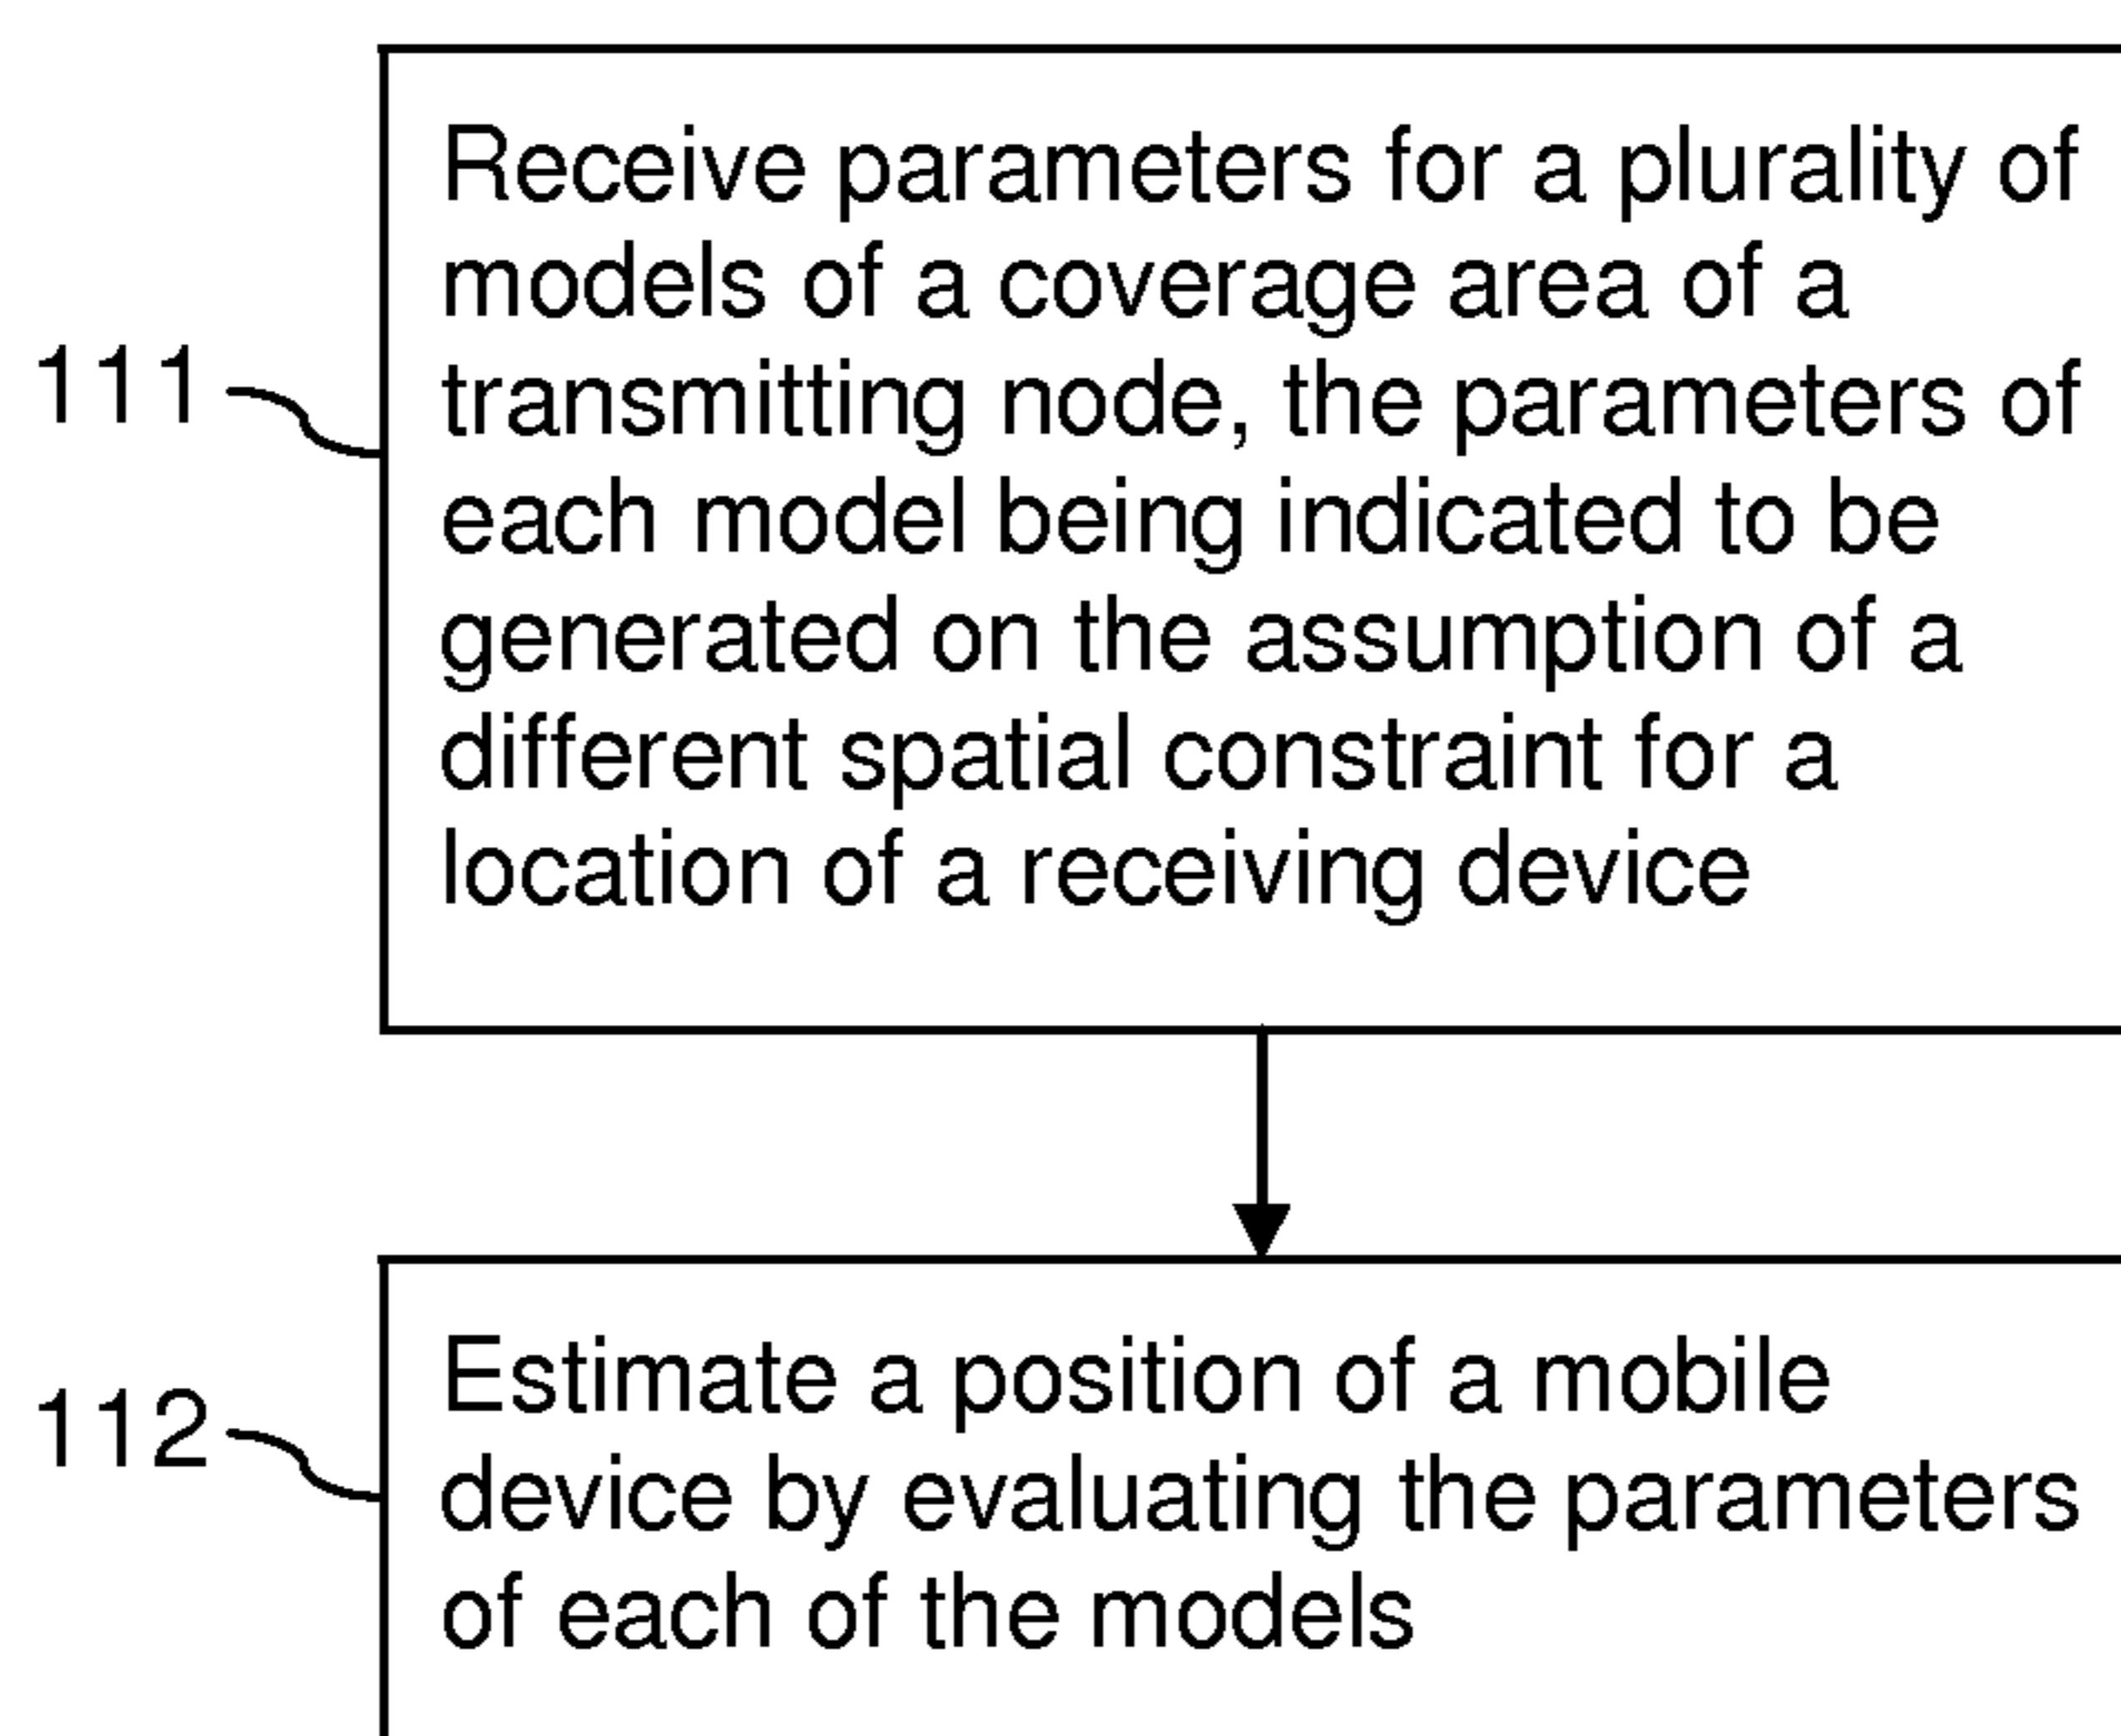 Receive parameters for a plurality of
models of a coverage area of a
transmitting node, the parameters of
each model being indicated to be
generated on the assumption of a
different spatial constraint for a
location of a receiving device
111
Estimate a position of a mobile
device by evaluating the parameters
of each of the models
112